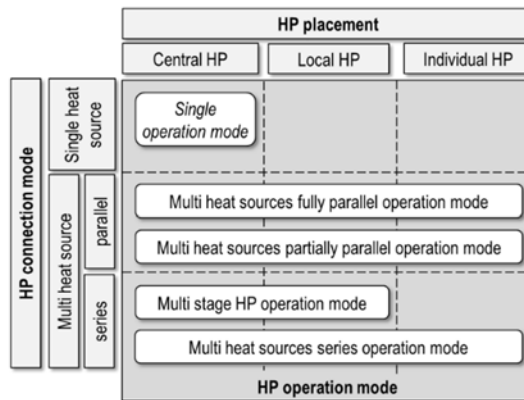 HP placement
Central HP
Local HP
Individual HP
HP connection mode
Single heat
source
Single
operation mode
Multi heat source
parallel
Multi heat sources fully parallel operation mode
Multi heat sources partially parallel operation mode
series
Multi stage HP operation mode
Multi heat sources series operation mode
HP operation mode